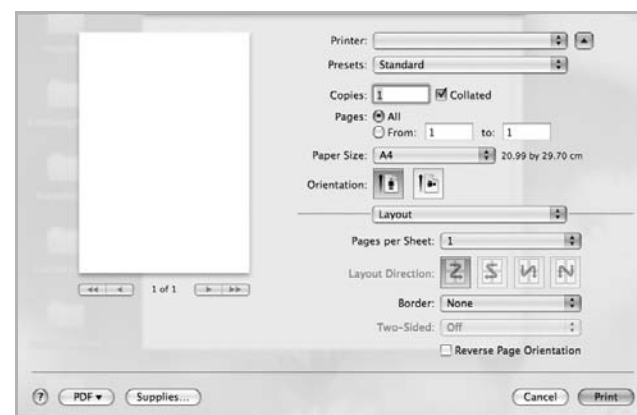 Printer:
Presets: Standard
Copies: 1 Collated
Pages: All
From: 1 to: 1
Paper Size: A4 20.99 by 29.70 cm
Orientation:
Layout
Pages per Sheet: 1
Layout Direction:
1 of 1
Border: None
Two-Sided: Off
Reverse Page Orientation
? PDF Supplies... Cancel Print